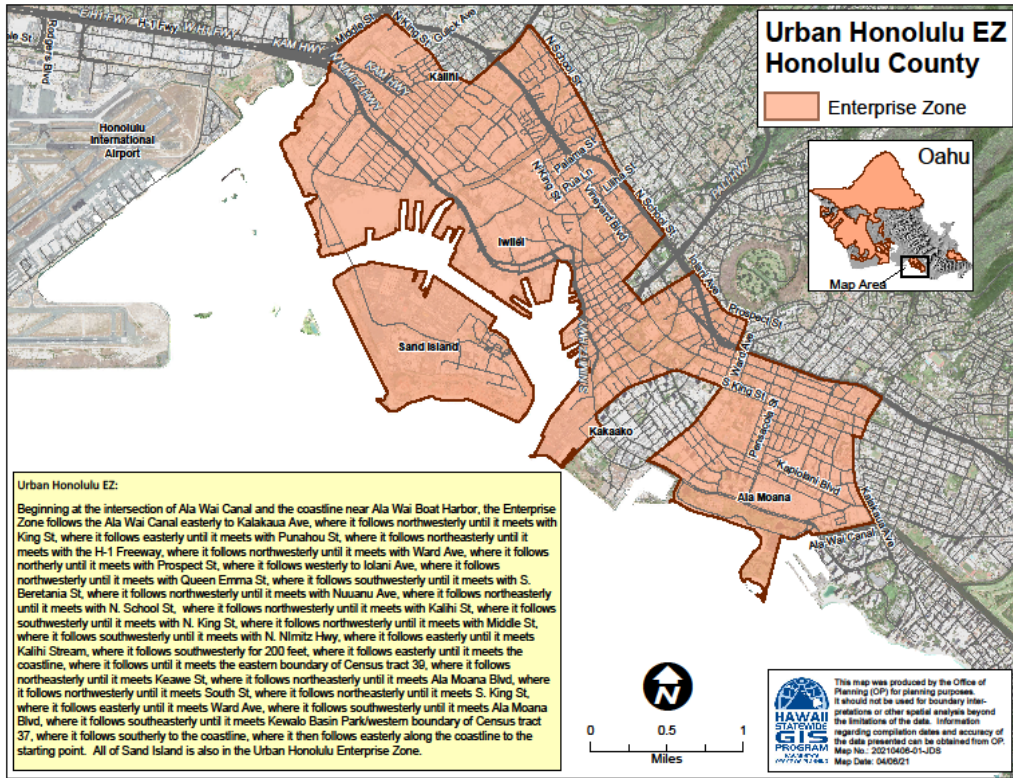 E H1 FWY
H-1 Fwy
W H1 FWY
KAM HWY
Rodgers Blvd
Middle St
N King St
Gulick Ave
N School St
KAM HWY
N NIMITZ HWY
Kalihi
Urban Honolulu EZ
Honolulu County
Enterprise Zone
Honolulu
International
Airport
Oahu
Map Area
Palama St
Pua Ln
N King St
Liliha St
Vineyard Blvd
N School St
Iwilei
Prospect St
Ward Ave
Sand Island
S NIMITZ HWY
S King St
Pensacola St
Kakaako
Kapiolani Blvd
Ala Moana
Kalakaua Ave
Ala Wai Canal
Urban Honolulu EZ:
Beginning at the intersection of Ala Wai Canal and the coastline near Ala Wai Boat Harbor, the Enterprise
Zone follows the Ala Wai Canal easterly to Kalakaua Ave, where it follows northwesterly until it meets with
King St, where it follows easterly until it meets with Punahou St, where it follows northeasterly until it
meets with the H-1 Freeway, where it follows northwesterly until it meets with Ward Ave, where it follows
northerly until it meets with Prospect St, where it follows westerly to Iolani Ave, where it follows
northwesterly until it meets with Queen Emma St, where it follows southwesterly until it meets with S.
Beretania St, where it follows northwesterly until it meets with Nuuanu Ave, where it follows northeasterly
until it meets with N. School St, where it follows northwesterly until it meets with Kalihi St, where it follows
southwesterly until it meets with N. King St, where it follows northwesterly until it meets with Middle St,
where it follows southwesterly until it meets with N. NImitz Hwy, where it follows easterly until it meets
Kalihi Stream, where it follows southwesterly for 200 feet, where it follows easterly until it meets the
coastline, where it follows until it meets the eastern boundary of Census tract 39, where it follows
northeasterly until it meets Keawe St, where it follows northeasterly until it meets Ala Moana Blvd, where
it follows northwesterly until it meets South St, where it follows northeasterly until it meets S. King St,
where it follows easterly until it meets Ward Ave, where it follows southwesterly until it meets Ala Moana
Blvd, where it follows southeasterly until it meets Kewalo Basin Park/western boundary of Census tract
37, where it follows southerly to the coastline, where it then follows easterly along the coastline to the
starting point. All of Sand Island is also in the Urban Honolulu Enterprise Zone.
N
0 0.5 1
Miles
HAWAII
STATEWIDE
GIS
PROGRAM
This map was produced by the Office of
Planning (OP) for planning purposes.
It should not be used for boundary inter-
pretations or other spatial analysis beyond
the limitations of the data. Information
regarding compilation dates and accuracy of
the data presented can be obtained from OP.
Map No.: 20210406-01-JDS
Map Date: 04/06/21